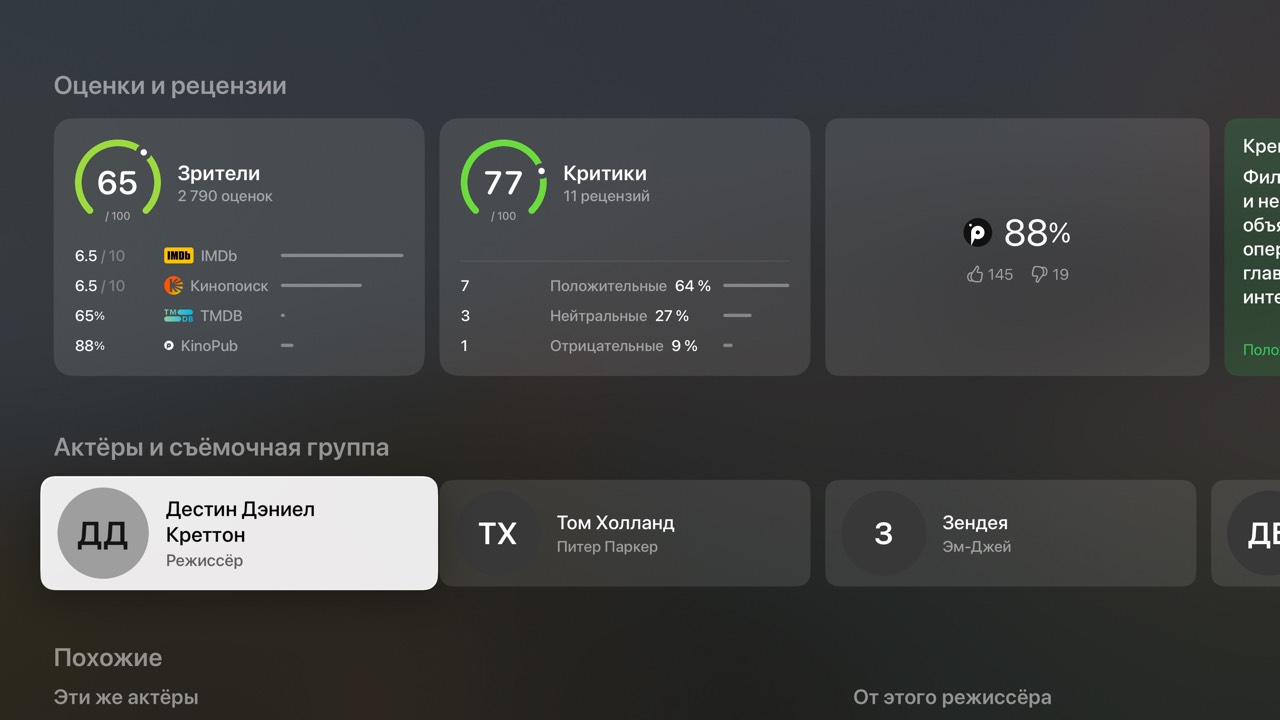 Оценки и рецензии
65
/ 100
Зрители
2 790 оценок
6.5 / 10 IMDb IMDb
6.5 / 10 Кинопоиск
65% TMDB TMDB
88% KinoPub
77
/ 100
Критики
11 рецензий
7 Положительные 64 %
3 Нейтральные 27 %
1 Отрицательные 9 %
88%
145 19
Актёры и съёмочная группа
ДД
Дестин Дэниел
Креттон
Режиссёр
ТХ
Том Холланд
Питер Паркер
З
Зендея
Эм-Джей
Похожие
Эти же актёры
От этого режиссёра